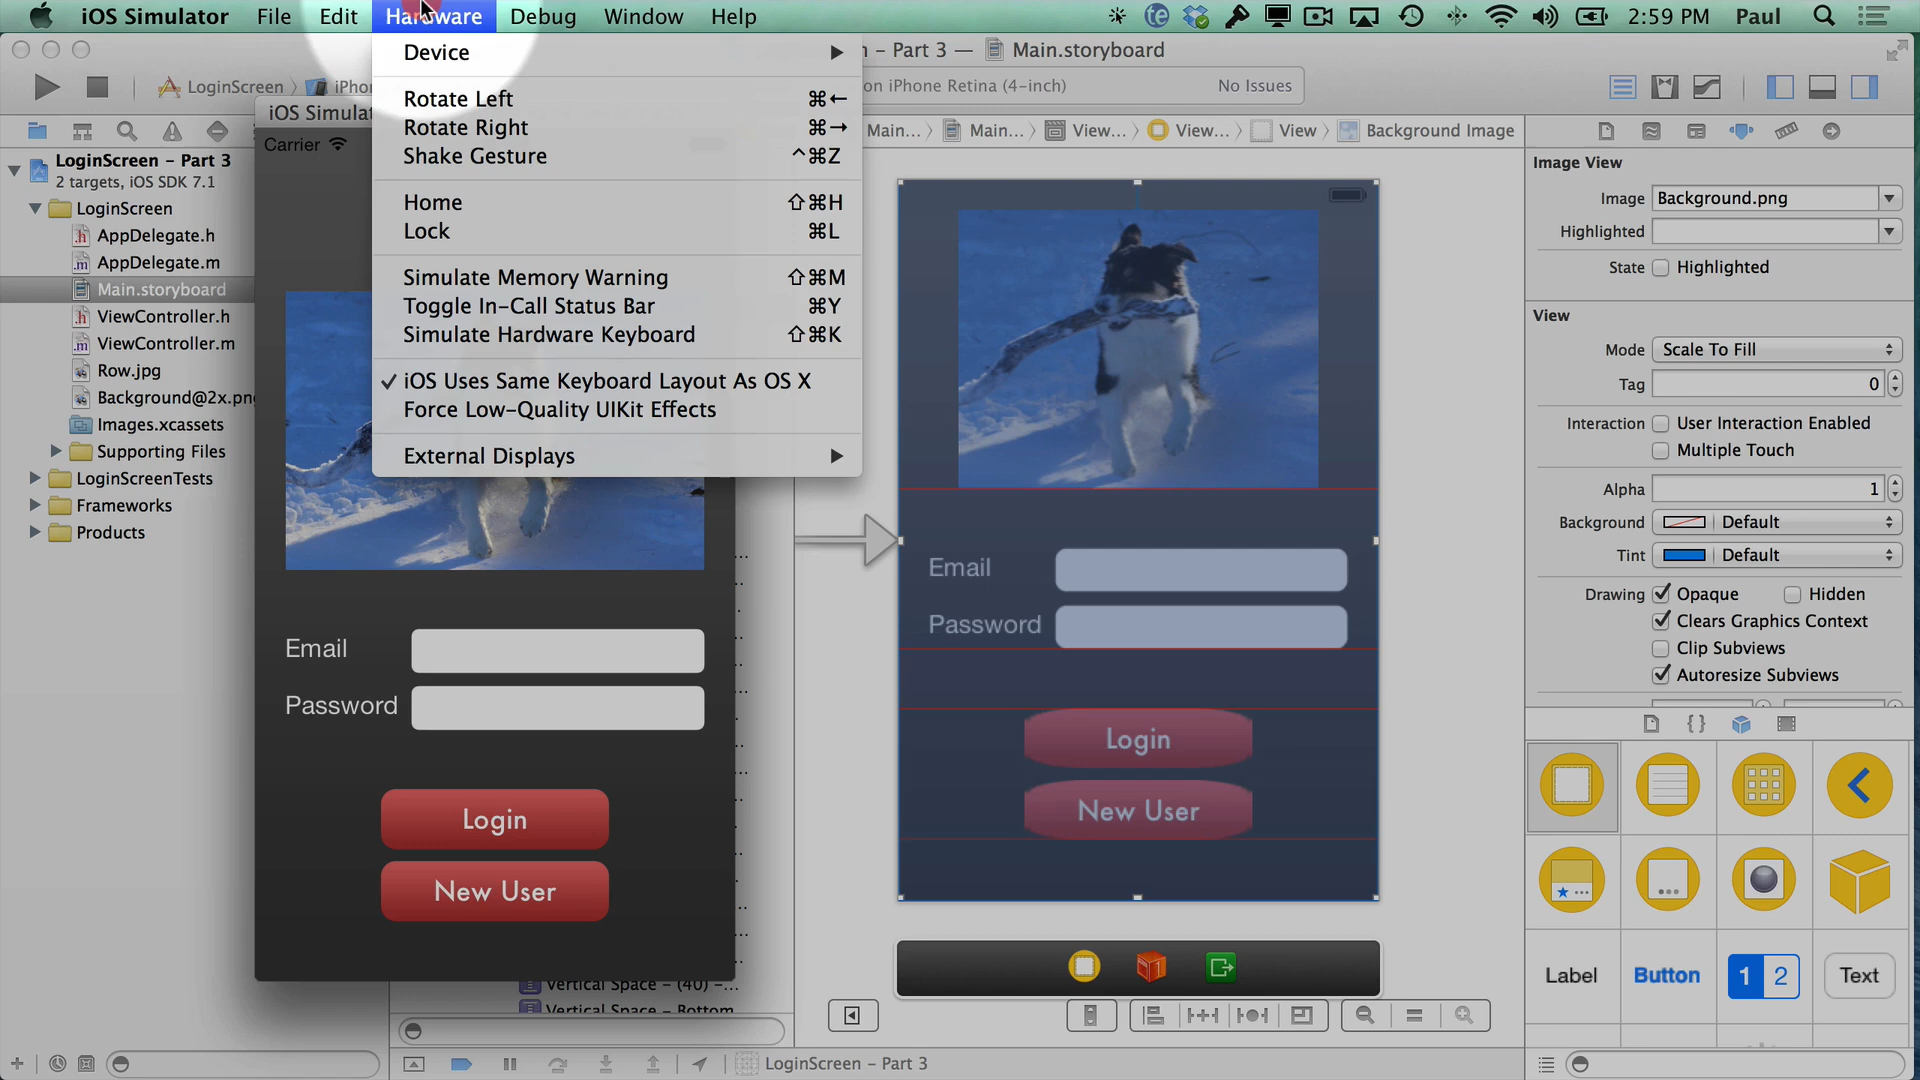 iOS Simulator File Edit Hardware Debug Window Help 2:59 PM Paul
Part 3 — Main.storyboard
LoginScreen
on iPhone Retina (4-inch) No Issues
Device
Rotate Left ⌘←
Rotate Right ⌘→
Shake Gesture ^⌘Z
Home ⇧⌘H
Lock ⌘L
Simulate Memory Warning ⇧⌘M
Toggle In-Call Status Bar ⌘Y
Simulate Hardware Keyboard ⇧⌘K
✓ iOS Uses Same Keyboard Layout As OS X
Force Low-Quality UIKit Effects
External Displays
LoginScreen - Part 3
2 targets, iOS SDK 7.1
LoginScreen
AppDelegate.h
AppDelegate.m
Main.storyboard
ViewController.h
ViewController.m
Row.jpg
Background@2x.png
Images.xcassets
Supporting Files
LoginScreenTests
Frameworks
Products
Carrier
Email
Password
Login
New User
Main... Main... View... View... View Background Image
Email
Password
Login
New User
Vertical Space - (40) -...
Vertical Space - Bottom
LoginScreen - Part 3
Image View
Image Background.png
Highlighted
State Highlighted
View
Mode Scale To Fill
Tag 0
Interaction User Interaction Enabled
Multiple Touch
Alpha 1
Background Default
Tint Default
Drawing Opaque Hidden
Clears Graphics Context
Clip Subviews
Autoresize Subviews
Label Button 1 2 Text